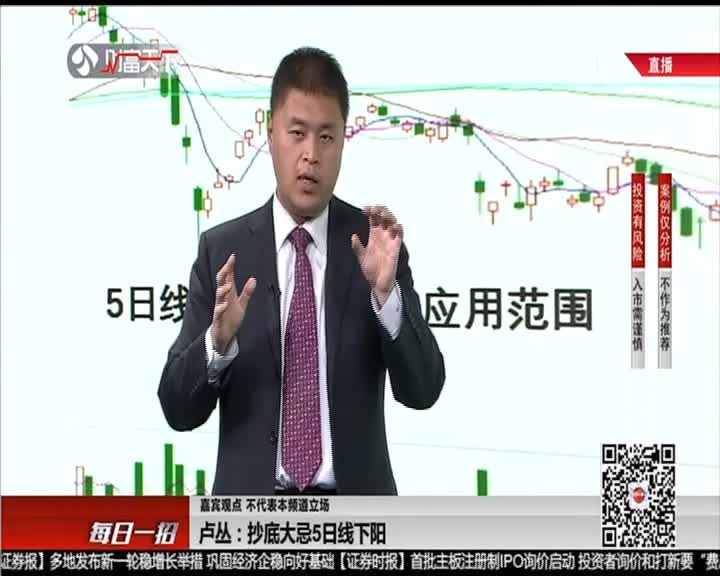 财富天下
直播
案例仅分析 不作为推荐
投资有风险 入市需谨慎
5日线
应用范围
嘉宾观点 不代表本频道立场
每日一招
卢丛：抄底大忌5日线下阳
证券报】多地发布新一轮稳增长举措 巩固经济企稳向好基础【证券时报】首批主板注册制IPO询价启动 投资者询价和打新要“费